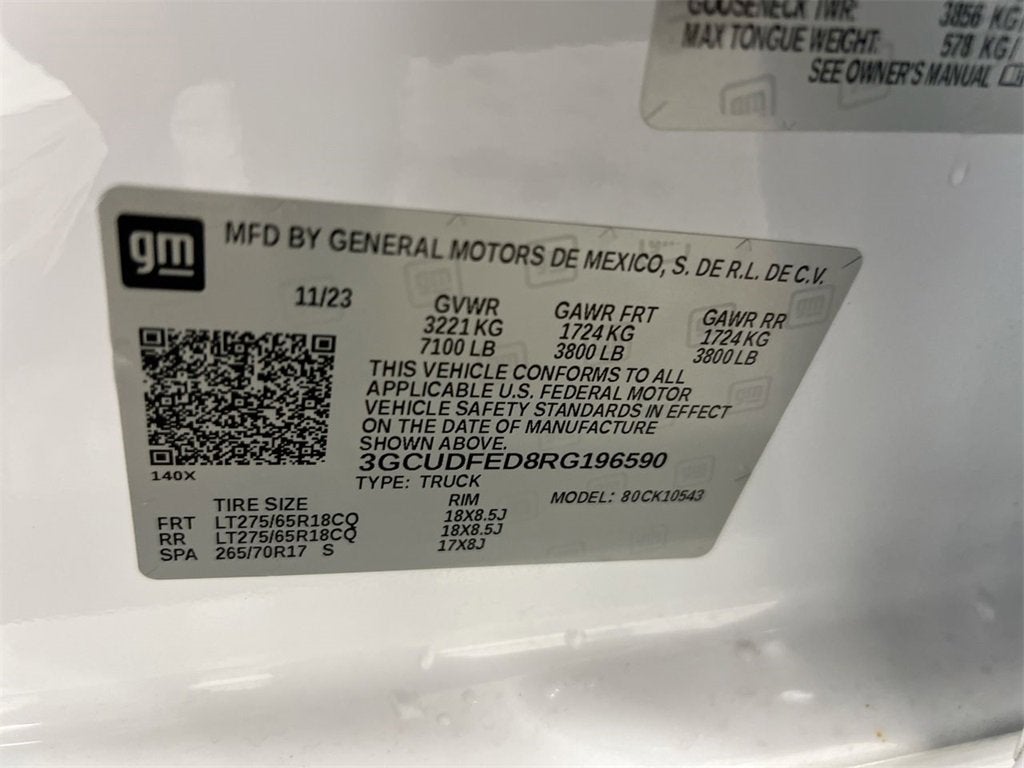 GOOSENECK TWR: 3856 KG/
MAX TONGUE WEIGHT: 578 KG/
SEE OWNER'S MANUAL
gm
gm MFD BY GENERAL MOTORS DE MEXICO, S. DE R.L. DE C.V.
11/23 GVWR GAWR FRT GAWR RR
3221 KG 1724 KG 1724 KG
7100 LB 3800 LB 3800 LB
THIS VEHICLE CONFORMS TO ALL
APPLICABLE U.S. FEDERAL MOTOR
VEHICLE SAFETY STANDARDS IN EFFECT
ON THE DATE OF MANUFACTURE
SHOWN ABOVE.
3GCUDFED8RG196590
140X TYPE: TRUCK
TIRE SIZE RIM MODEL: 80CK10543
FRT LT275/65R18CQ 18X8.5J
RR LT275/65R18CQ 18X8.5J
SPA 265/70R17 S 17X8J